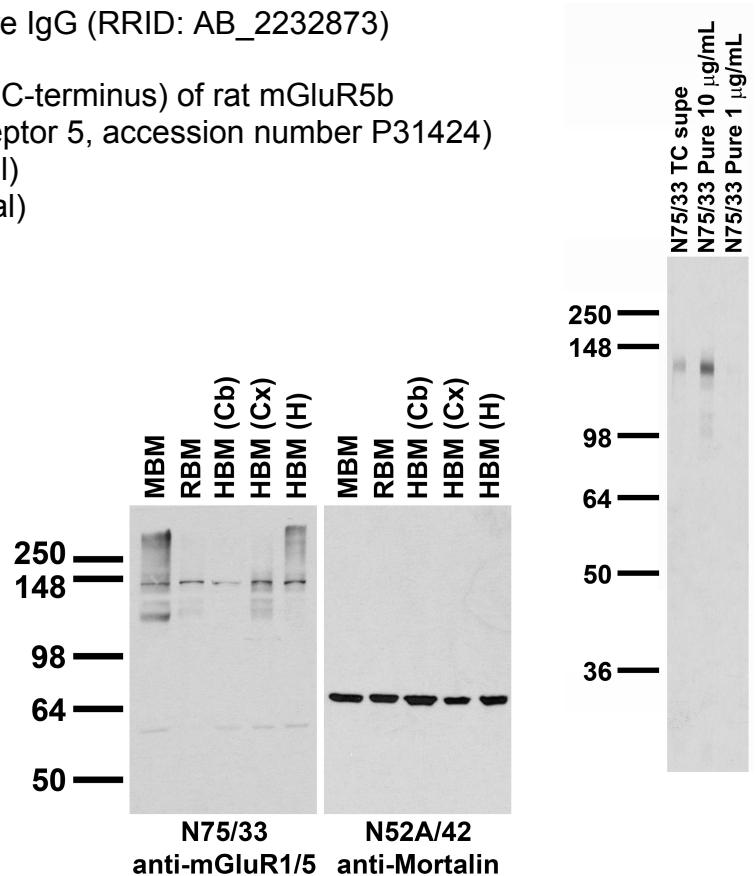 e IgG (RRID: AB_2232873)
C-terminus) of rat mGluR5b
eptor 5, accession number P31424)
l)
al)
N75/33 TC supe
N75/33 Pure 10 µg/mL
N75/33 Pure 1 µg/mL
250
148
98
64
50
36
MBM
RBM
HBM (Cb)
HBM (Cx)
HBM (H)
MBM
RBM
HBM (Cb)
HBM (Cx)
HBM (H)
250
148
98
64
50
N75/33
anti-mGluR1/5
N52A/42
anti-Mortalin